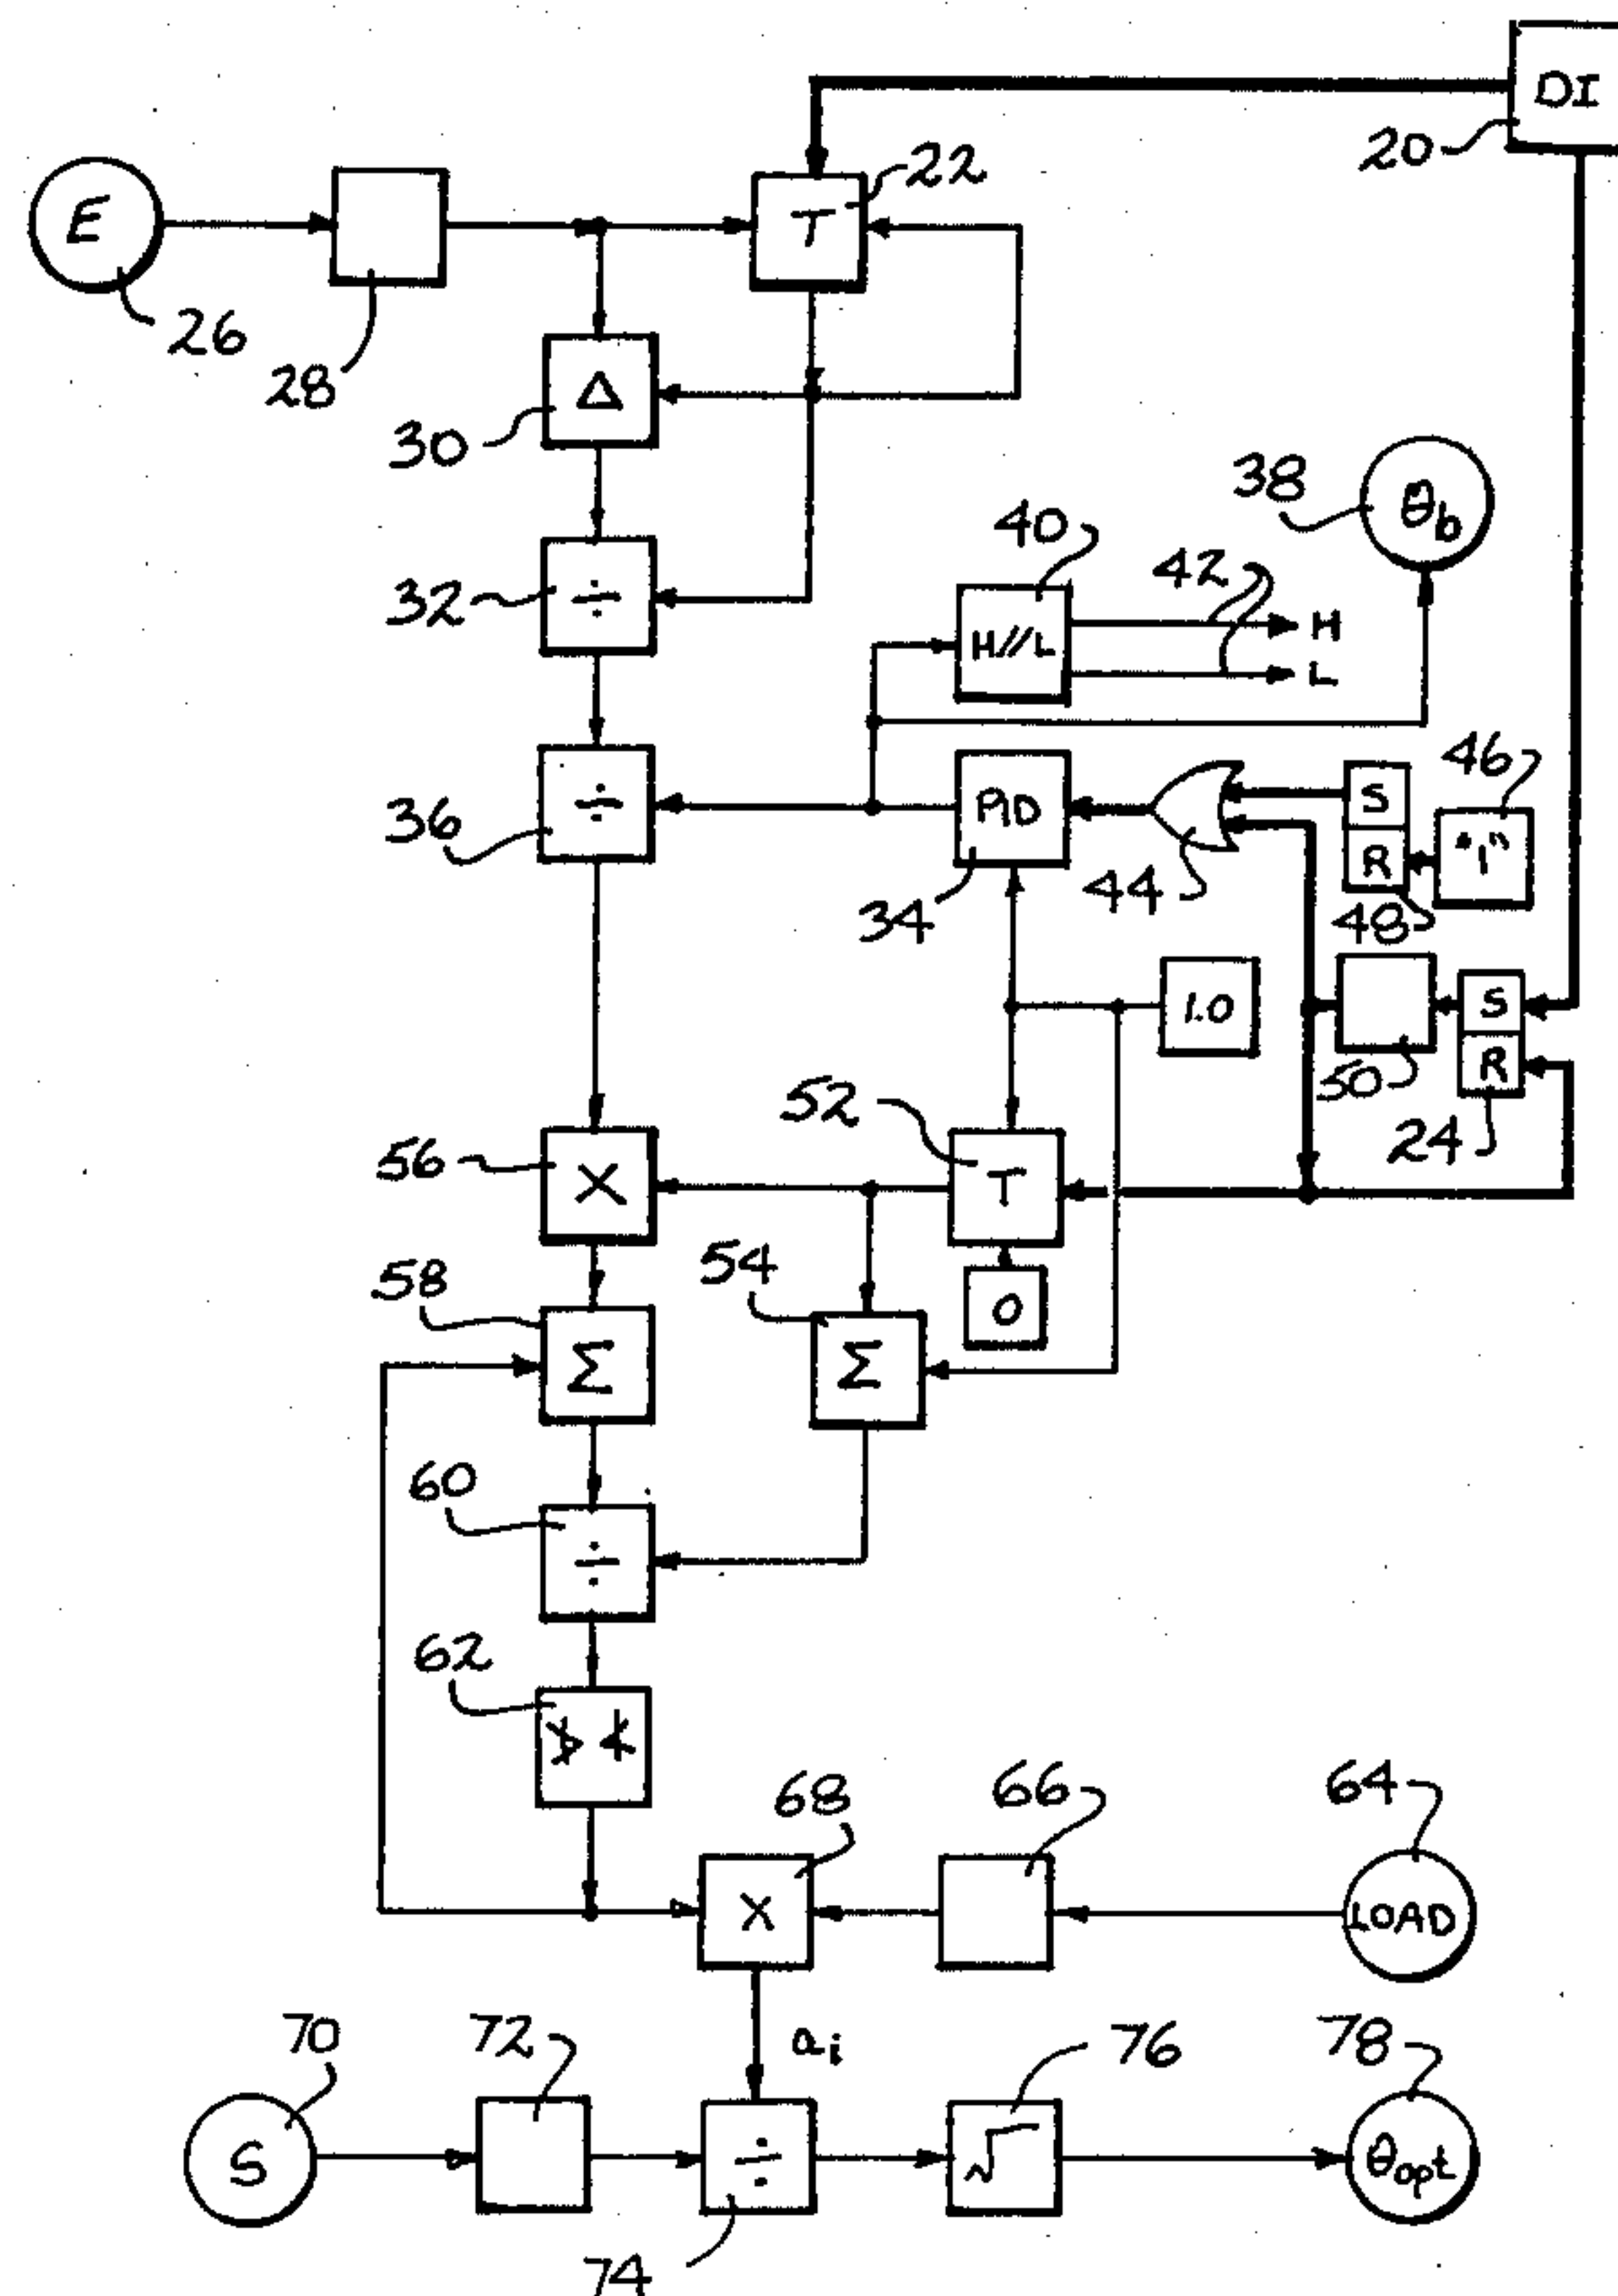 DI
20
22
T
E
26
28
Δ
30
38
θb
40
42
H
H//L
L
÷
32
46
÷
36
PID
34
44
S
R
"1"
48
1.0
S
R
50
24
52
T
56
X
54
0
58
Σ
Σ
60
÷
62
68
66
64
X
LOAD
ai
70
72
76
78
S
÷
√
θopt
74